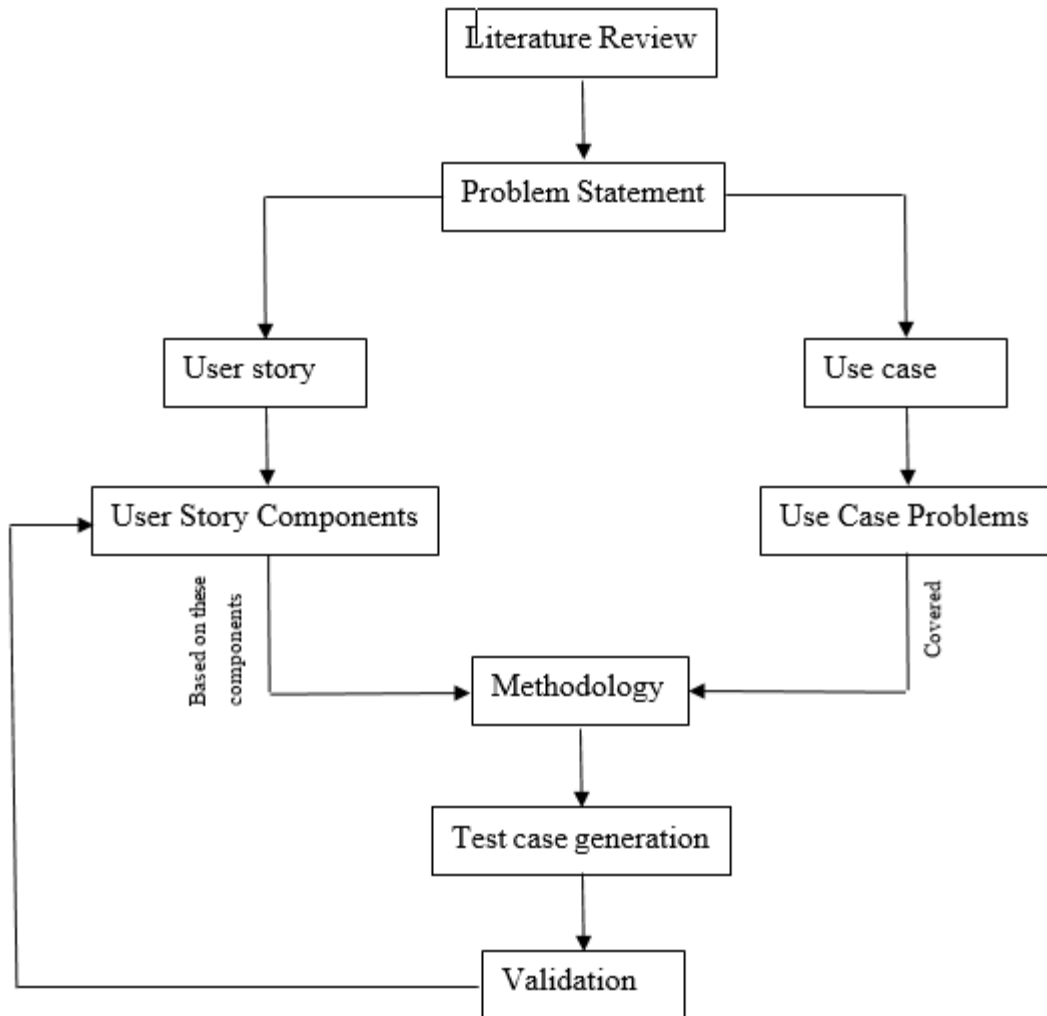 Literature Review
Problem Statement
User story
Use case
User Story Components
Use Case Problems
Based on these
components
Covered
Methodology
Test case generation
Validation